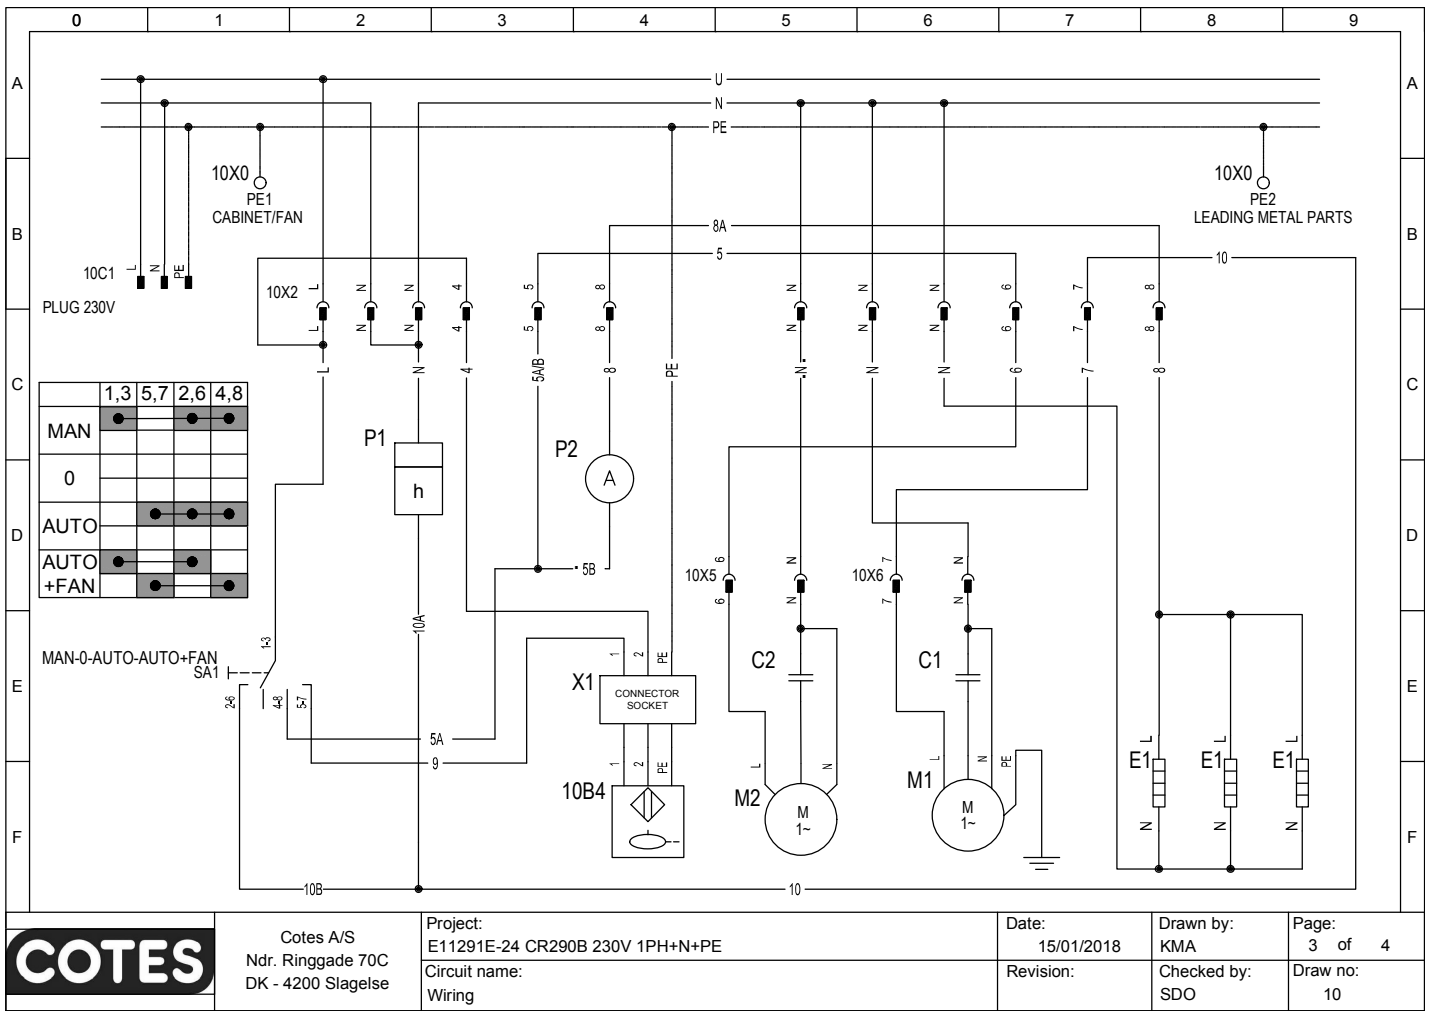 0 1 2 3 4 5 6 7 8 9
A U A
N
PE
10X0 10X0
PE1 PE2
CABINET/FAN LEADING METAL PARTS
8A
B B
5 10
10C1 L N PE
PLUG 230V
10X2 L N N 4 5 8 N N N 6 7 8
L N N 4 5 8 N N N 6 7 8
C L N 4 5A/B 8 PE N N N 6 7 8 C
1,3 5,7 2,6 4,8
MAN
0
AUTO
AUTO
+FAN
P1
h
P2
A
D D
5B
10X5 6 N 10X6 7 N
6 N 7 N
10A
MAN-0-AUTO-AUTO+FAN
SA1
1-3
2-6 4-8 5-7
1 2 PE
X1
CONNECTOR
SOCKET
C2 C1
E E
5A
9
1 2 PE
10B4
L N L N PE
M2 M
1~
M1 M
1~
L L L
E1 E1 E1
N N N
F F
10B 10
COTES
Cotes A/S
Ndr. Ringgade 70C
DK - 4200 Slagelse
Project:
E11291E-24 CR290B 230V 1PH+N+PE
Circuit name:
Wiring
Date:
15/01/2018
Revision:
Drawn by:
KMA
Checked by:
SDO
Page:
3 of 4
Draw no:
10